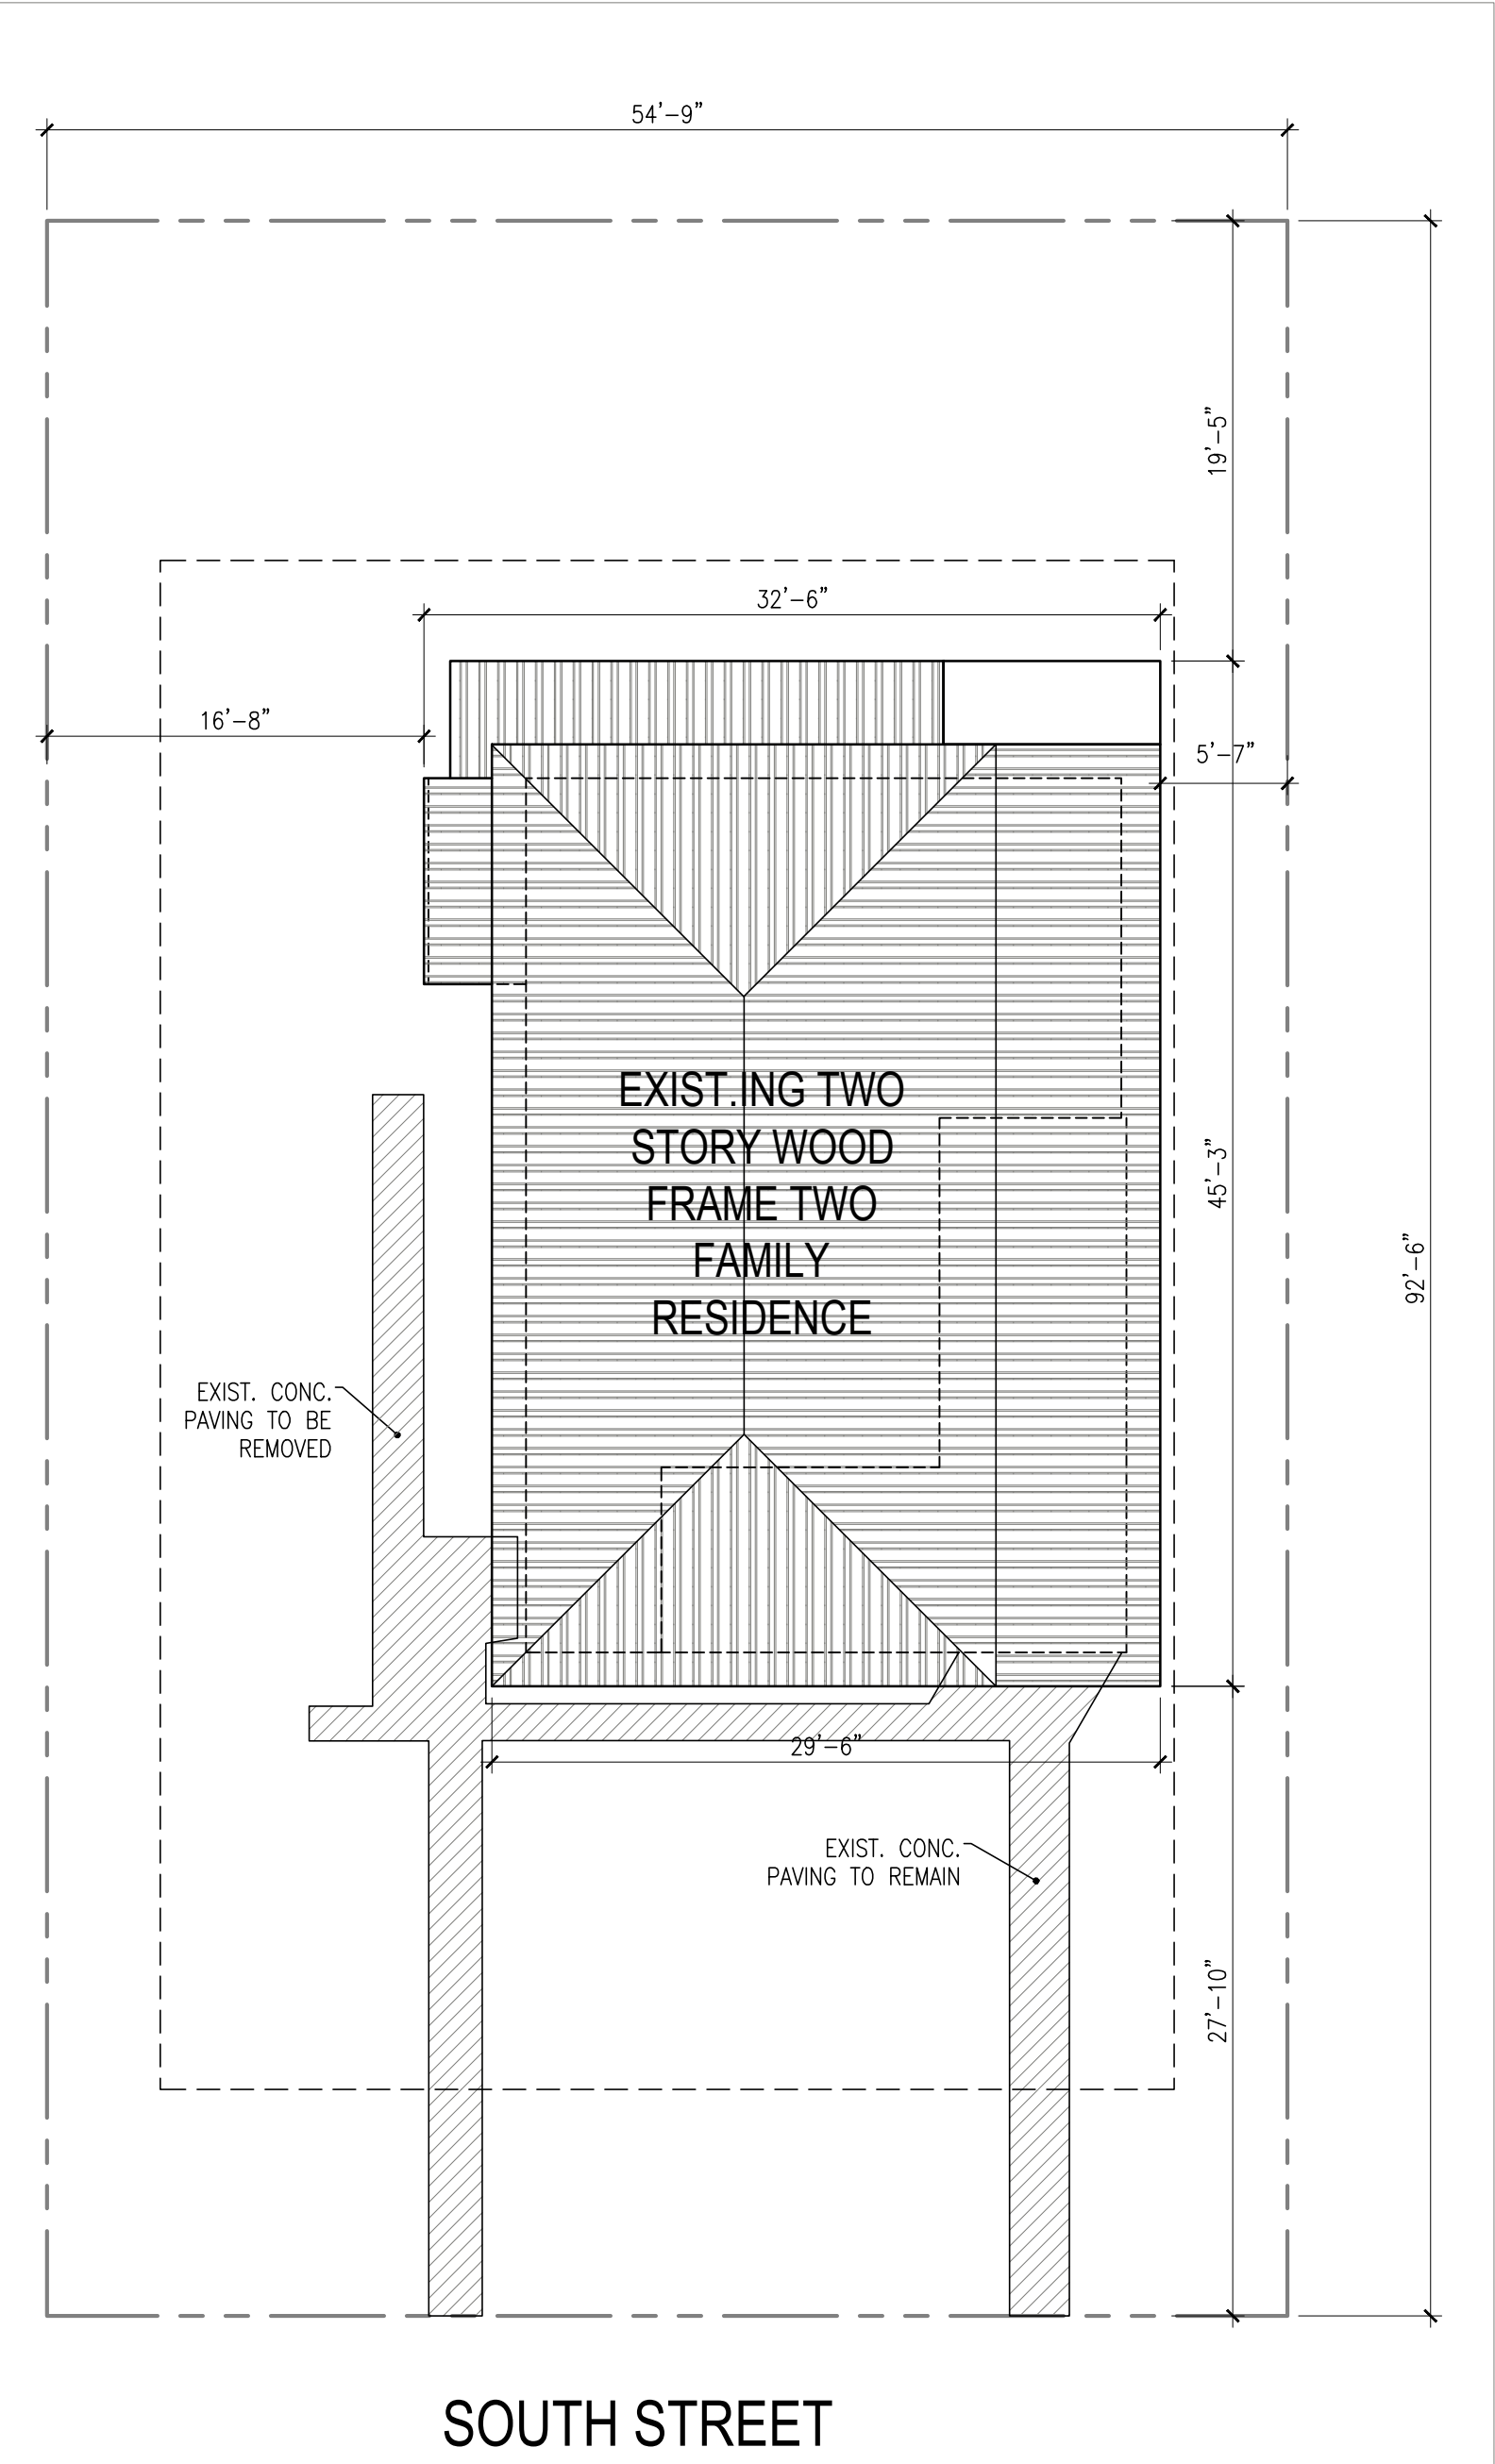 54'-9"
19'-5"
32'-6"
16'-8"
5'-7"
EXIST.ING TWO
STORY WOOD
FRAME TWO
FAMILY
RESIDENCE
45'-3"
92'-6"
EXIST. CONC.
PAVING TO BE
REMOVED
29'-6"
EXIST. CONC.
PAVING TO REMAIN
27'-10"
SOUTH STREET